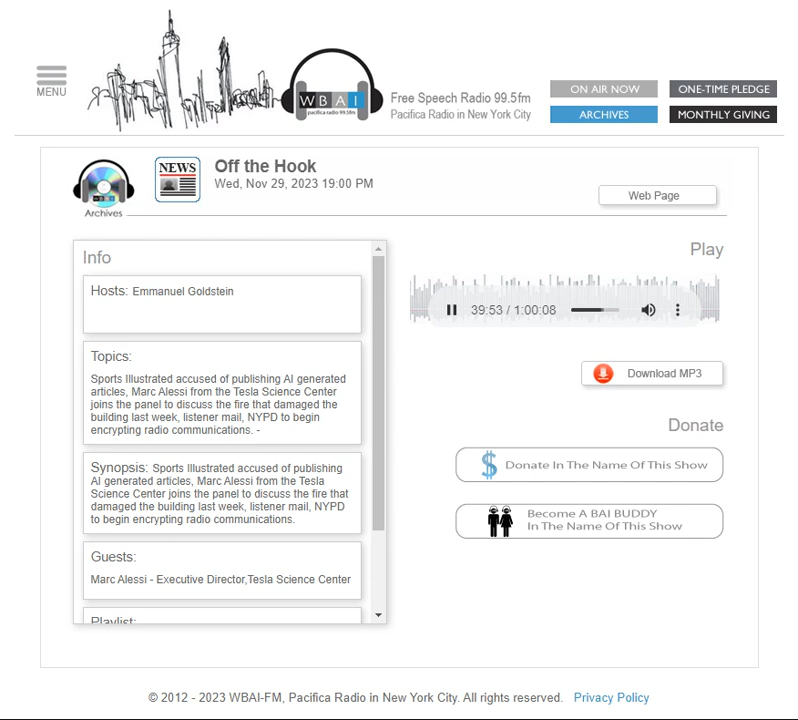 MENU
W B A I
pacifica radio 99.5fm
Free Speech Radio 99.5fm
Pacifica Radio in New York City
ON AIR NOW
ONE-TIME PLEDGE
ARCHIVES
MONTHLY GIVING
W B A I
Archives
NEWS
Off the Hook
Wed, Nov 29, 2023 19:00 PM
Web Page
Info
Hosts: Emmanuel Goldstein
Topics:
Sports Illustrated accused of publishing AI generated
articles, Marc Alessi from the Tesla Science Center
joins the panel to discuss the fire that damaged the
building last week, listener mail, NYPD to begin
encrypting radio communications. -
Synopsis: Sports Illustrated accused of publishing
AI generated articles, Marc Alessi from the Tesla
Science Center joins the panel to discuss the fire that
damaged the building last week, listener mail, NYPD
to begin encrypting radio communications.
Guests:
Marc Alessi - Executive Director,Tesla Science Center
Playlist:
Play
39:53 / 1:00:08
Download MP3
Donate
$ Donate In The Name Of This Show
Become A BAI BUDDY
In The Name Of This Show
© 2012 - 2023 WBAI-FM, Pacifica Radio in New York City. All rights reserved. Privacy Policy